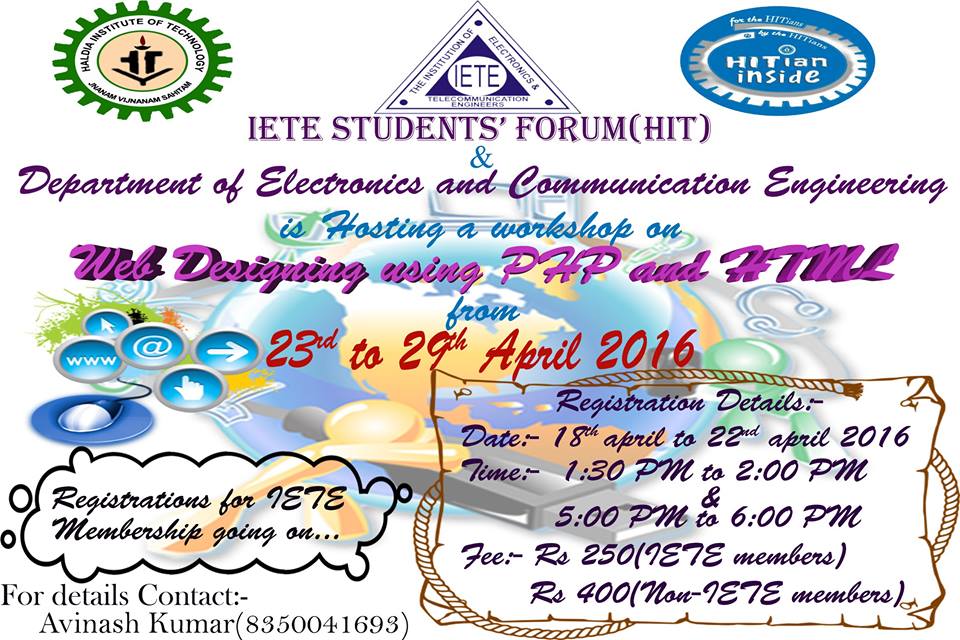 HALDIA INSTITUTE OF TECHNOLOGY
JNANAM VIJNANAM SAHITAM
THE INSTITUTION OF
ELECTRONICS &
IETE
TELECOMMUNICATION
ENGINEERS
for the HITians
by the HITians
HITian
inside
IETE STUDENTS' FORUM(HIT)
&
Department of Electronics and Communication Engineering
is Hosting a workshop on
Web Designing using PHP and HTML
from
23rd to 29th April 2016
www
@
Registration Details:-
Date:- 18th april to 22nd april 2016
Time:- 1:30 PM to 2:00 PM
&
5:00 PM to 6:00 PM
Fee:- Rs 250(IETE members)
Rs 400(Non-IETE members)
Registrations for IETE
Membership going on...
For details Contact:-
Avinash Kumar(8350041693)